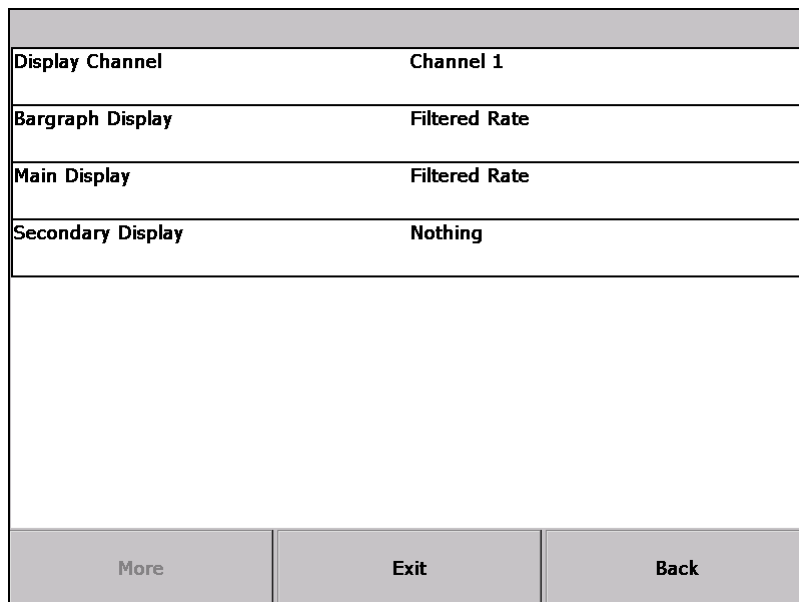 Display Channel Channel 1
Bargraph Display Filtered Rate
Main Display Filtered Rate
Secondary Display Nothing
More Exit Back